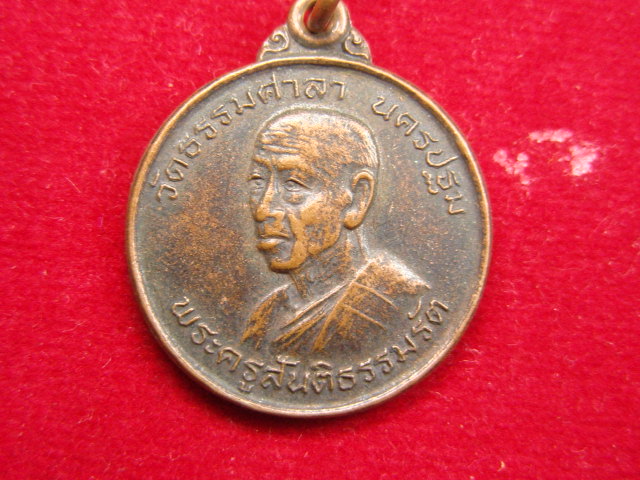 วัดธรรมศาลา นครปฐม
พระครูสันติธรรมรัต